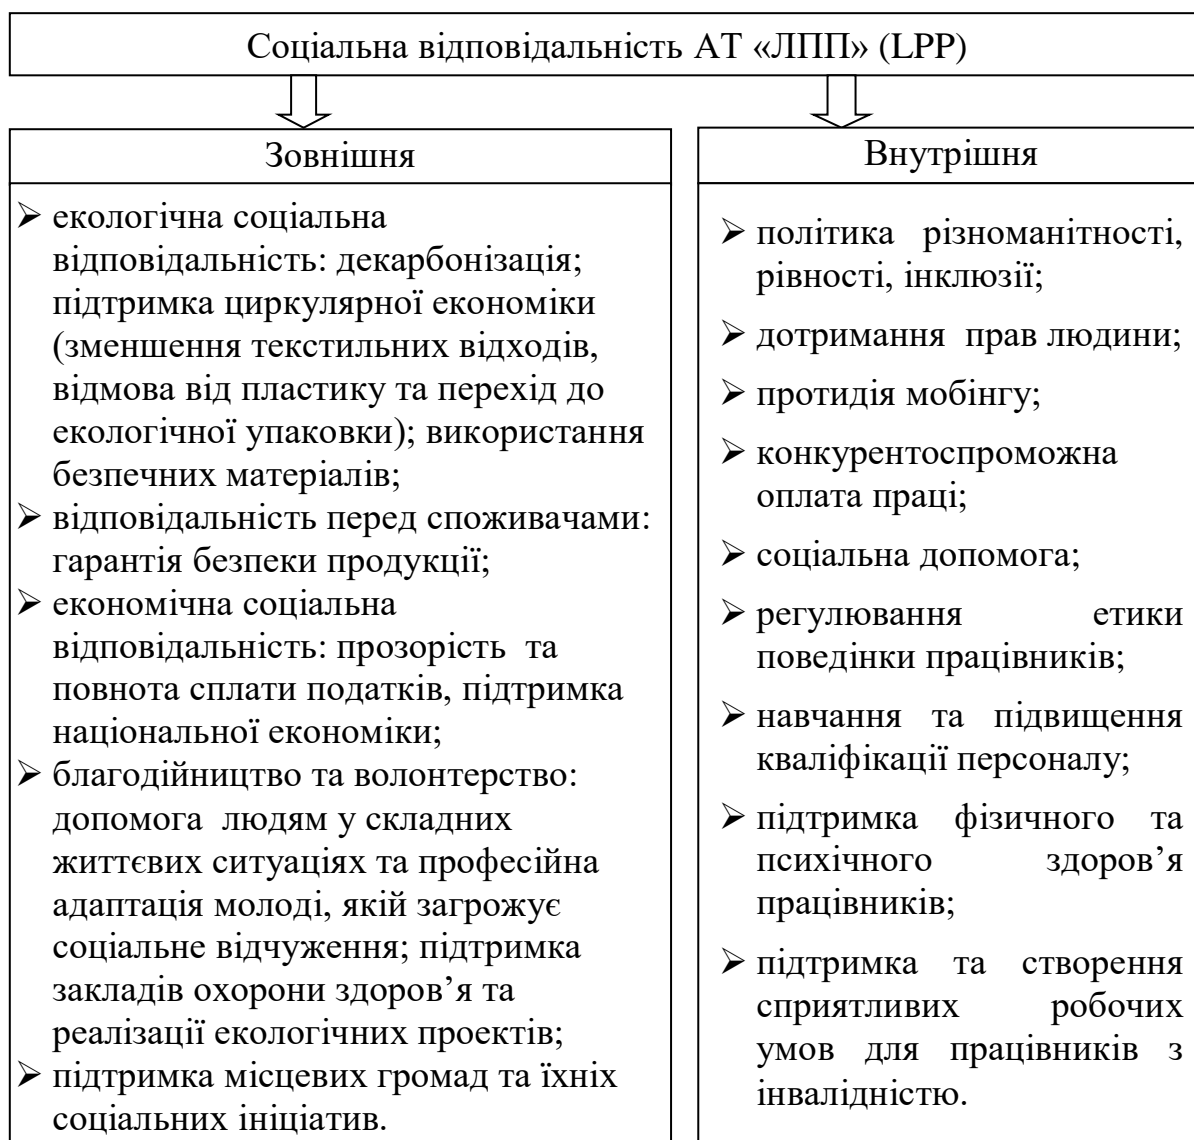 Соціальна відповідальність АТ «ЛПП» (LPP)
Зовнішня
➢ екологічна соціальна
відповідальність: декарбонізація;
підтримка циркулярної економіки
(зменшення текстильних відходів,
відмова від пластику та перехід до
екологічної упаковки); використання
безпечних матеріалів;
➢ відповідальність перед споживачами:
гарантія безпеки продукції;
➢ економічна соціальна
відповідальність: прозорість та
повнота сплати податків, підтримка
національної економіки;
➢ благодійництво та волонтерство:
допомога людям у складних
життєвих ситуаціях та професійна
адаптація молоді, якій загрожує
соціальне відчуження; підтримка
закладів охорони здоров’я та
реалізації екологічних проектів;
➢ підтримка місцевих громад та їхніх
соціальних ініціатив.
Внутрішня
➢ політика різноманітності,
рівності, інклюзії;
➢ дотримання прав людини;
➢ протидія мобінгу;
➢ конкурентоспроможна
оплата праці;
➢ соціальна допомога;
➢ регулювання етики
поведінки працівників;
➢ навчання та підвищення
кваліфікації персоналу;
➢ підтримка фізичного та
психічного здоров’я
працівників;
➢ підтримка та створення
сприятливих робочих
умов для працівників з
інвалідністю.